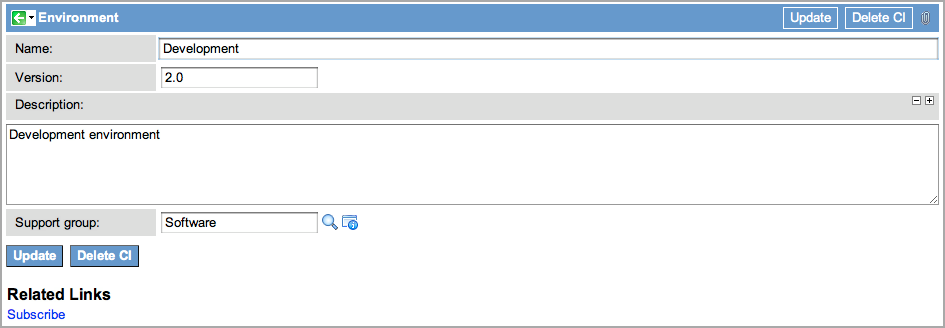 Environment Update Delete CI
Name: Development
Version: 2.0
Description:
Development environment
Support group: Software
Update Delete CI
Related Links
Subscribe